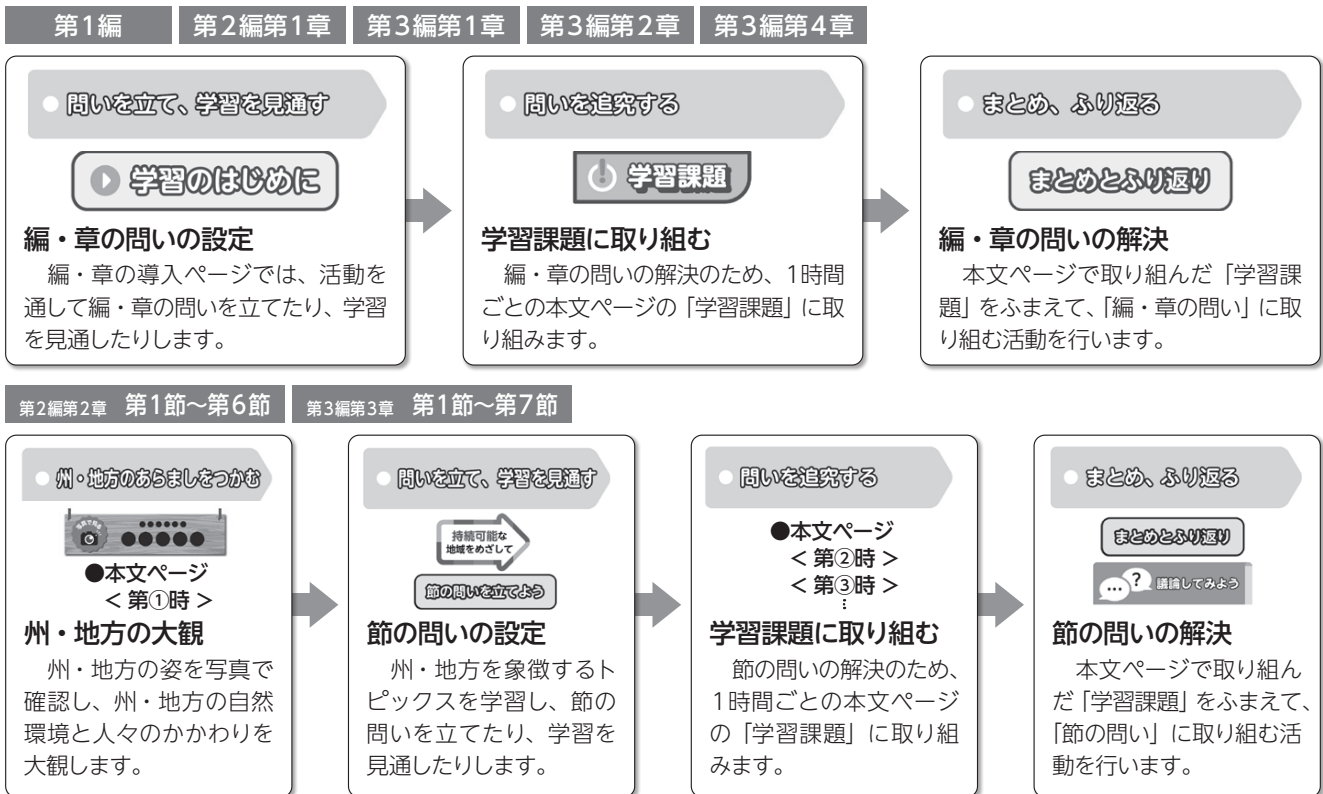 第1編 第2編第1章 第3編第1章 第3編第2章 第3編第4章
問いを立て、学習を見通す
学習のはじめに
編・章の問いの設定
編・章の導入ページでは、活動を
通して編・章の問いを立てたり、学習
を見通したりします。
問いを追究する
学習課題
学習課題に取り組む
編・章の問いの解決のため、1時間
ごとの本文ページの「学習課題」に取
り組みます。
まとめ、ふり返る
まとめとふり返り
編・章の問いの解決
本文ページで取り組んだ「学習課
題」をふまえて、「編・章の問い」に取
り組む活動を行います。
第2編第2章 第1節～第6節 第3編第3章 第1節～第7節
州・地方のあらましをつかむ
写真で見る
●●●●●●
●●●●●
●本文ページ
＜第①時＞
州・地方の大観
州・地方の姿を写真で
確認し、州・地方の自然
環境と人々のかかわりを
大観します。
問いを立て、学習を見通す
持続可能な
地域をめざして
節の問いを立てよう
節の問いの設定
州・地方を象徴するト
ピックスを学習し、節の
問いを立てたり、学習を
見通したりします。
問いを追究する
●本文ページ
＜第②時＞
＜第③時＞
⋮
学習課題に取り組む
節の問いの解決のため、
1時間ごとの本文ページ
の「学習課題」に取り組
みます。
まとめ、ふり返る
まとめとふり返り
…? 議論してみよう
節の問いの解決
本文ページで取り組ん
だ「学習課題」をふまえて、
「節の問い」に取り組む活
動を行います。